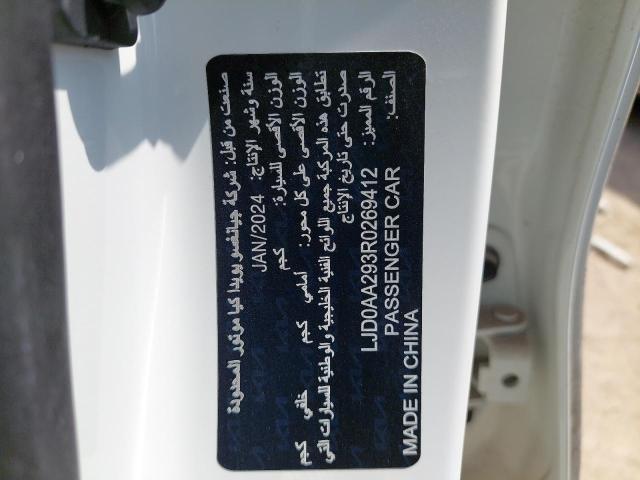 صنعت من قبل: شركة جيانغسو يويدا كيا موتور المحدودة
سنة وشهر الإنتاج: JAN/2024
الوزن الأقصى للسيارة: كجم
الوزن الأقصى على كل محور: أمامي كجم خلفي كجم
تطابق هذه المركبة جميع اللوائح الفنية الخليجية والوطنية للسيارات التي
صدرت حتى تاريخ الإنتاج
الرقم المميز: LJD0AA293R0269412
الصنف: PASSENGER CAR
MADE IN CHINA